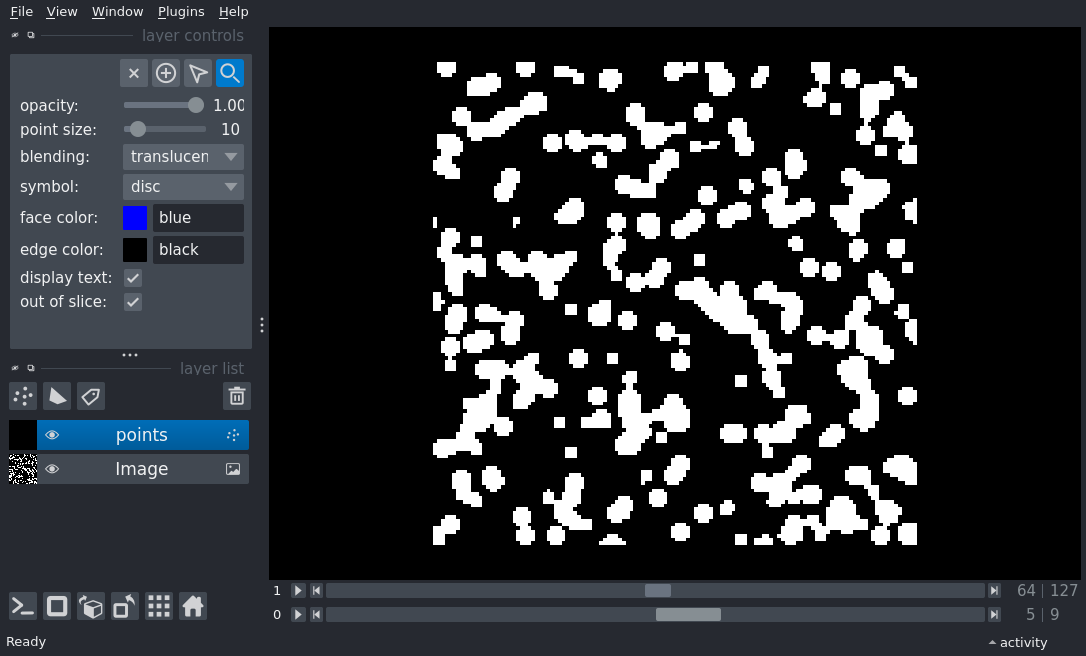 File View Window Plugins Help
layer controls
opacity: 1.00
point size: 10
blending: translucen
symbol: disc
face color: blue
edge color: black
display text:
out of slice:
layer list
points
Image
1 64 | 127
0 5 | 9
Ready activity